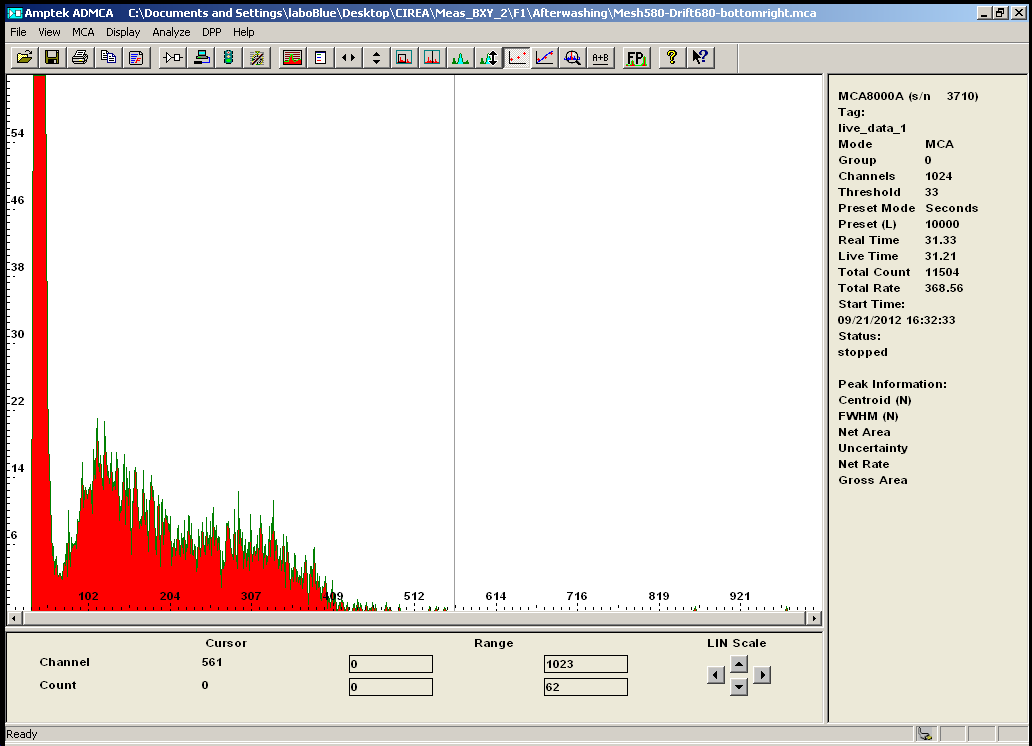 Amptek ADMCA C:\Documents and Settings\laboBlue\Desktop\CIREA\Meas_BXY_2\F1\Afterwashing\Mesh580-Drift680-bottomright.mca
File View MCA Display Analyze DPP Help
A+B FP ? ?
54
46
38
30
22
14
6
102 204 307 409 512 614 716 819 921
MCA8000A (s/n 3710)
Tag:
live_data_1
Mode MCA
Group 0
Channels 1024
Threshold 33
Preset Mode Seconds
Preset (L) 10000
Real Time 31.33
Live Time 31.21
Total Count 11504
Total Rate 368.56
Start Time:
09/21/2012 16:32:33
Status:
stopped
Peak Information:
Centroid (N)
FWHM (N)
Net Area
Uncertainty
Net Rate
Gross Area
Cursor Range LIN Scale
Channel 561 0 1023
Count 0 0 62
Ready